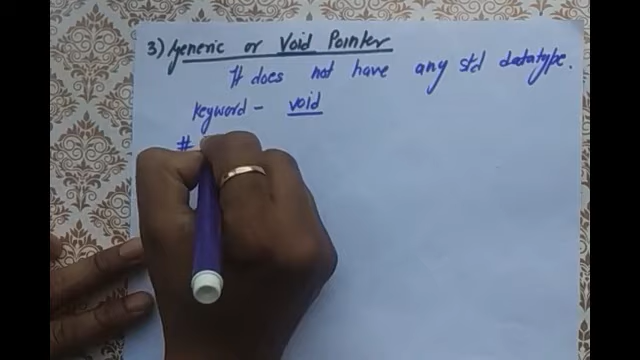 3) Generic or Void Pointer
It does not have any std datatype.
keyword - void
#